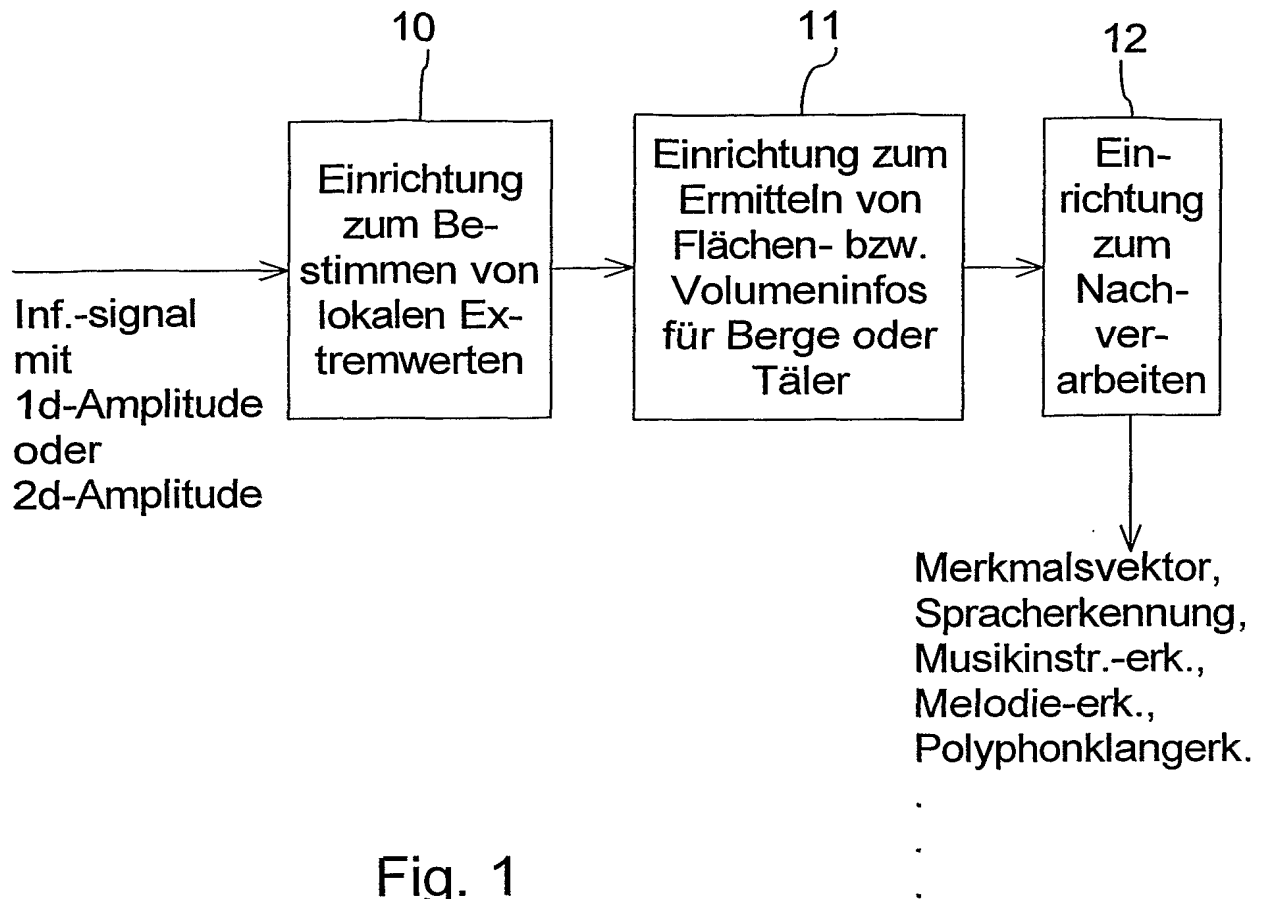 10
11
12
Inf.-signal
mit
1d-Amplitude
oder
2d-Amplitude
Einrichtung
zum Be-
stimmen von
lokalen Ex-
tremwerten
Einrichtung zum
Ermitteln von
Flächen- bzw.
Volumeninfos
für Berge oder
Täler
Ein-
richtung
zum
Nach-
ver-
arbeiten
Merkmalsvektor,
Spracherkennung,
Musikinstr.-erk.,
Melodie-erk.,
Polyphonklangerk.
.
.
.
Fig. 1